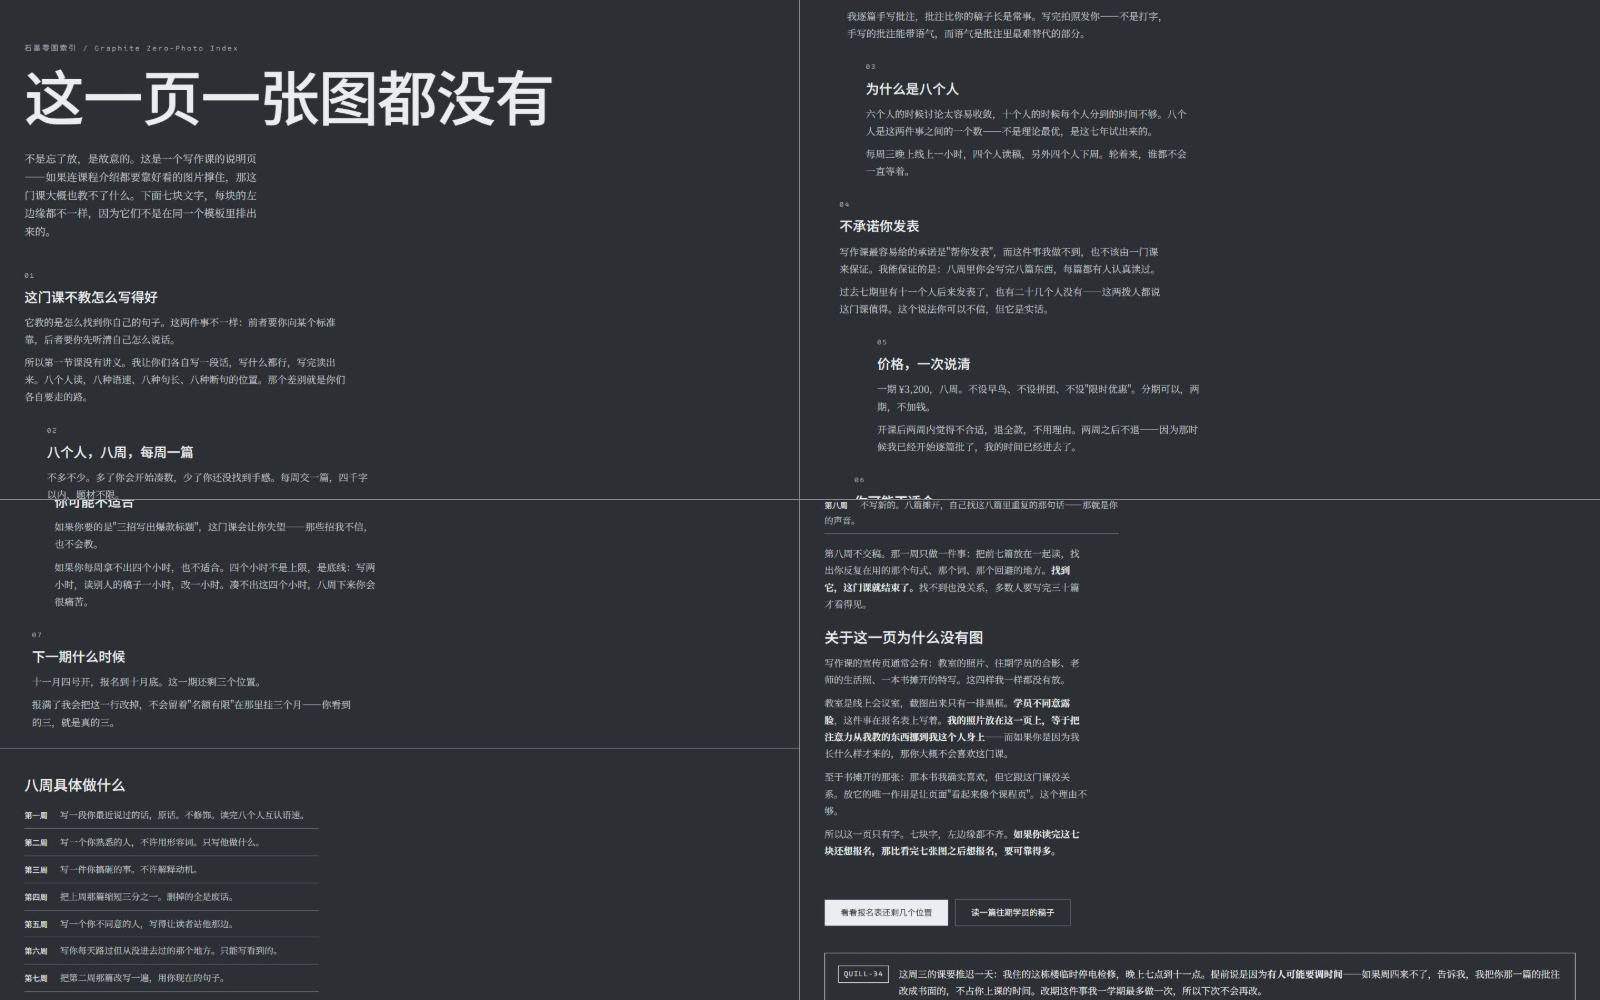 石墨零图索引 / Graphite Zero-Photo Index
这一页一张图都没有
不是忘了放，是故意的。这是一个写作课的说明页
——如果连课程介绍都要靠好看的图片撑住，那这
门课大概也教不了什么。下面七块文字，每块的左
边缘都不一样，因为它们不是在同一个模板里排出
来的。
01
这门课不教怎么写得好
它教的是怎么找到你自己的句子。这两件事不一样：前者要你向某个标准
靠，后者要你先听清自己怎么说话。
所以第一节课没有讲义。我让你们各自写一段话，写什么都行，写完读出
来。八个人读，八种语速、八种句长、八种断句的位置。那个差别就是你们
各自要走的路。
02
八个人，八周，每周一篇
不多不少。多了你会开始凑数，少了你还没找到手感。每周交一篇，四千字
以内，题材不限。
我逐篇手写批注，批注比你的稿子长是常事。写完拍照发你——不是打字，
手写的批注能带语气，而语气是批注里最难替代的部分。
03
为什么是八个人
六个人的时候讨论太容易收敛，十个人的时候每个人分到的时间不够。八个
人是这两件事之间的一个数——不是理论最优，是这七年试出来的。
每周三晚上线上一小时，四个人读稿，另外四个人下周。轮着来，谁都不会
一直等着。
04
不承诺你发表
写作课最容易给的承诺是"帮你发表"，而这件事我做不到，也不该由一门课
来保证。我能保证的是：八周里你会写完八篇东西，每篇都有人认真读过。
过去七期里有十一个人后来发表了，也有二十几个人没有——这两拨人都说
这门课值得。这个说法你可以不信，但它是实话。
05
价格，一次说清
一期 ¥3,200，八周。不设早鸟、不设拼团、不设"限时优惠"。分期可以，两
期，不加钱。
开课后两周内觉得不合适，退全款，不用理由。两周之后不退——因为那时
候我已经开始逐篇批了，我的时间已经进去了。
06
你可能不适合
你可能不适合
如果你要的是"三招写出爆款标题"，这门课会让你失望——那些招我不信，
也不会教。
如果你每周拿不出四个小时，也不适合。四个小时不是上限，是底线：写两
小时，读别人的稿子一小时，改一小时。凑不出这四个小时，八周下来你会
很痛苦。
07
下一期什么时候
十一月四号开，报名到十月底。这一期还剩三个位置。
报满了我会把这一行改掉，不会留着"名额有限"在那里挂三个月——你看到
的三，就是真的三。
八周具体做什么
第一周 写一段你最近说过的话，原话。不修饰。读完八个人互认语速。
第二周 写一个你熟悉的人，不许用形容词。只写他做什么。
第三周 写一件你搞砸的事。不许解释动机。
第四周 把上周那篇缩短三分之一。删掉的全是废话。
第五周 写一个你不同意的人，写得让读者站他那边。
第六周 写你每天路过但从没进去过的那个地方。只能写看到的。
第七周 把第二周那篇改写一遍，用你现在的句子。
第八周 不写新的。八篇摊开，自己找这八篇里重复的那句话——那就是你
的声音。
第八周不交稿。那一周只做一件事：把前七篇放在一起读，找
出你反复在用的那个句式、那个词、那个回避的地方。找到
它，这门课就结束了。找不到也没关系，多数人要写完三十篇
才看得见。
关于这一页为什么没有图
写作课的宣传页通常会有：教室的照片、往期学员的合影、老
师的生活照、一本书摊开的特写。这四样我一样都没有放。
教室是线上会议室，截图出来只有一排黑框。学员不同意露
脸，这件事在报名表上写着。我的照片放在这一页上，等于把
注意力从我教的东西挪到我这个人身上——而如果你是因为我
长什么样才来的，那你大概不会喜欢这门课。
至于书摊开的那张：那本书我确实喜欢，但它跟这门课没关
系。放它的唯一作用是让页面"看起来像个课程页"。这个理由不
够。
所以这一页只有字。七块字，左边缘都不齐。如果你读完这七
块还想报名，那比看完七张图之后想报名，要可靠得多。
看看报名表还剩几个位置
读一篇往期学员的稿子
QUILL-34
这周三的课要推迟一天：我住的这栋楼临时停电检修，晚上七点到十一点。提前说是因为有人可能要调时间——如果周四来不了，告诉我，我把你那一篇的批注
改成书面的，不占你上课的时间。改期这件事我一学期最多做一次，所以下次不会再改。